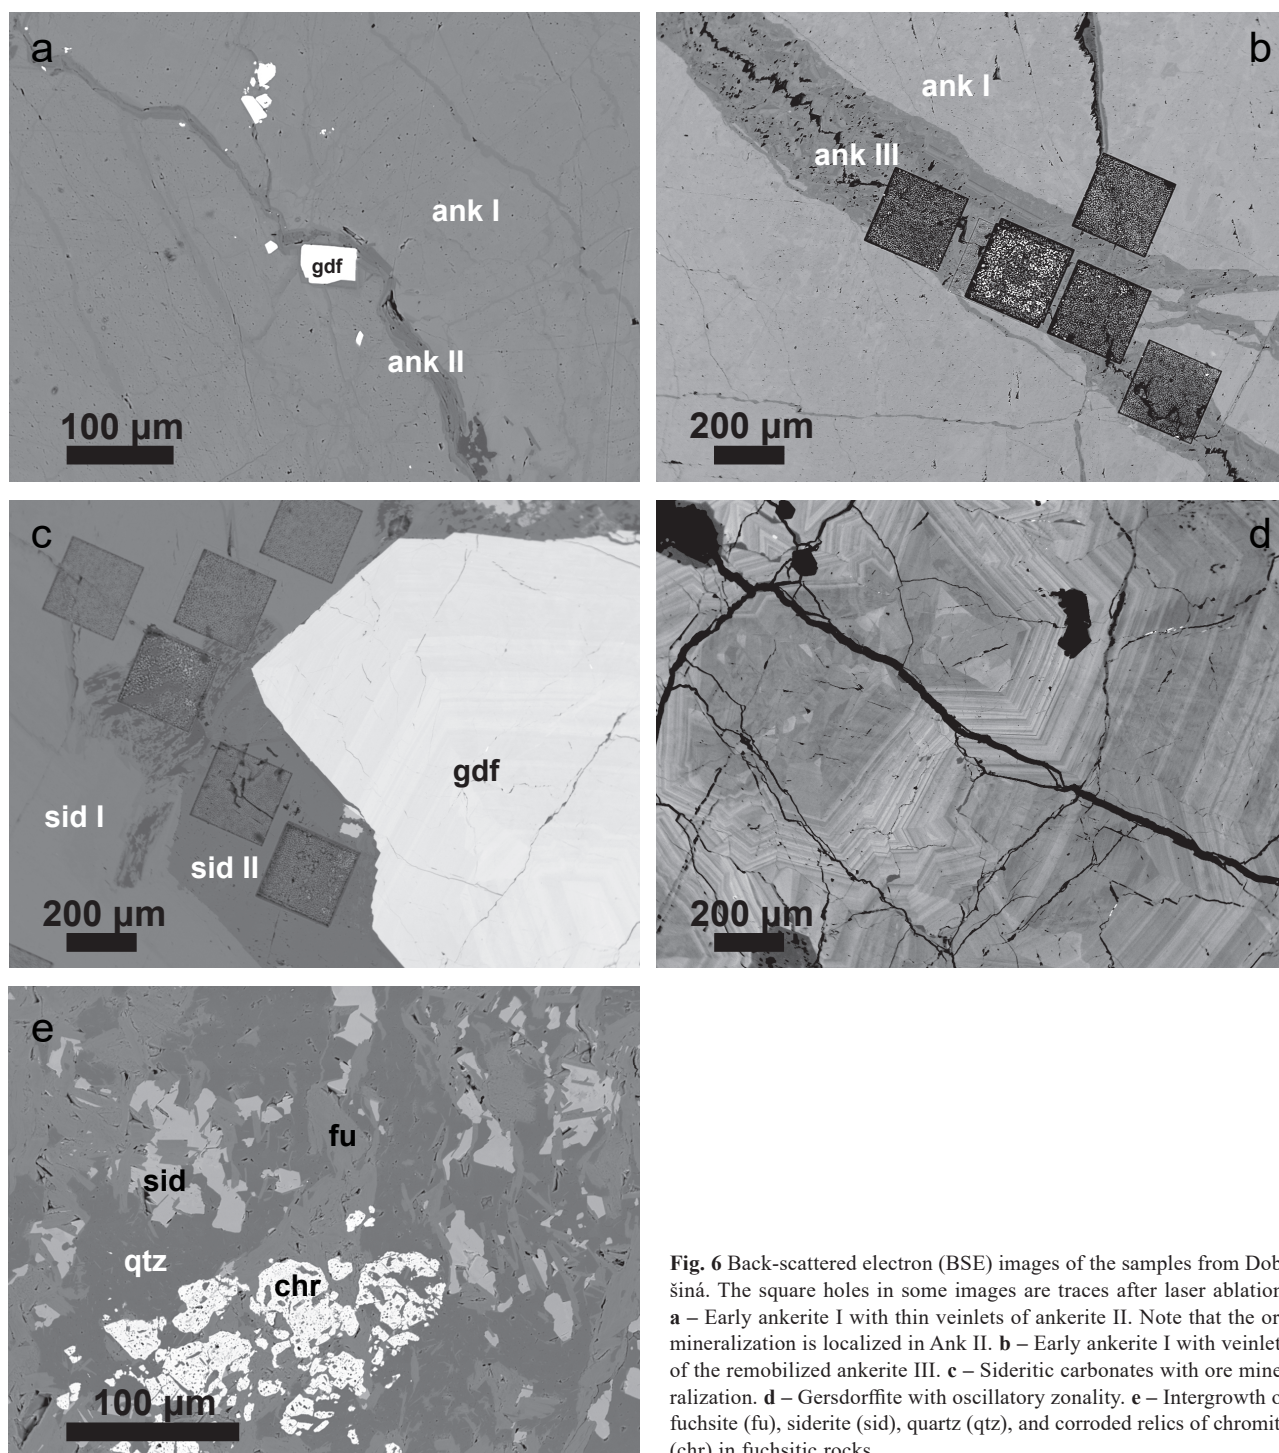 a
ank I
gdf
ank II
100 µm
b
ank I
ank III
200 µm
c
gdf
sid I
sid II
200 µm
d
200 µm
e
fu
sid
qtz
chr
100 µm
Fig. 6 Back-scattered electron (BSE) images of the samples from Dob
šiná. The square holes in some images are traces after laser ablation
a – Early ankerite I with thin veinlets of ankerite II. Note that the or
mineralization is localized in Ank II. b – Early ankerite I with veinlet
of the remobilized ankerite III. c – Sideritic carbonates with ore mine
ralization. d – Gersdorffite with oscillatory zonality. e – Intergrowth o
fuchsite (fu), siderite (sid), quartz (qtz), and corroded relics of chromit
(chr) in fuchsitic rocks